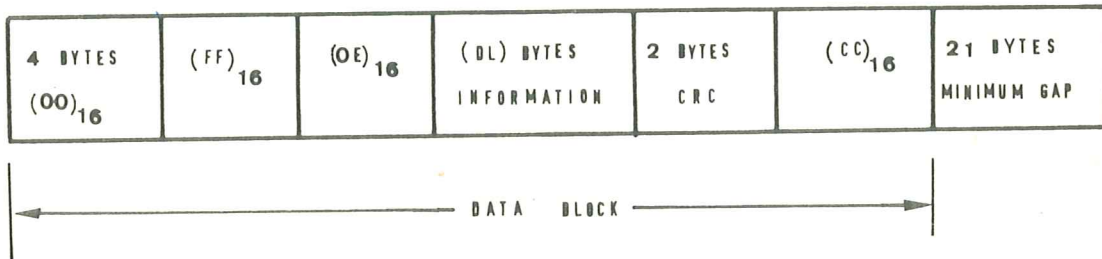 4 BYTES
(00)16
(FF)16
(0E)16
(DL) BYTES
INFORMATION
2 BYTES
CRC
(CC)16
21 BYTES
MINIMUM GAP
DATA BLOCK